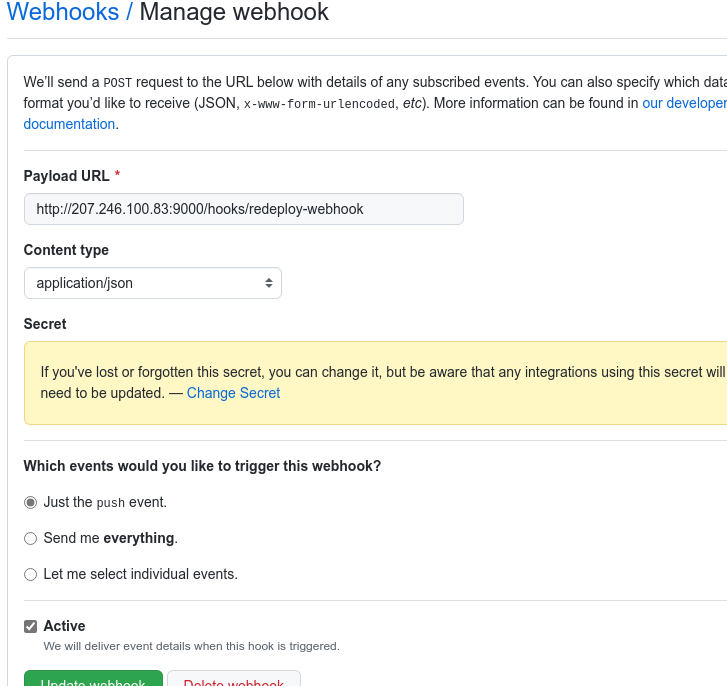 Webhooks / Manage webhook
We'll send a POST request to the URL below with details of any subscribed events. You can also specify which data
format you'd like to receive (JSON, x-www-form-urlencoded, etc). More information can be found in our developer
documentation.
Payload URL *
http://207.246.100.83:9000/hooks/redeploy-webhook
Content type
application/json
Secret
If you've lost or forgotten this secret, you can change it, but be aware that any integrations using this secret will
need to be updated. — Change Secret
Which events would you like to trigger this webhook?
Just the push event.
Send me everything.
Let me select individual events.
Active
We will deliver event details when this hook is triggered.
Update webhook Delete webhook